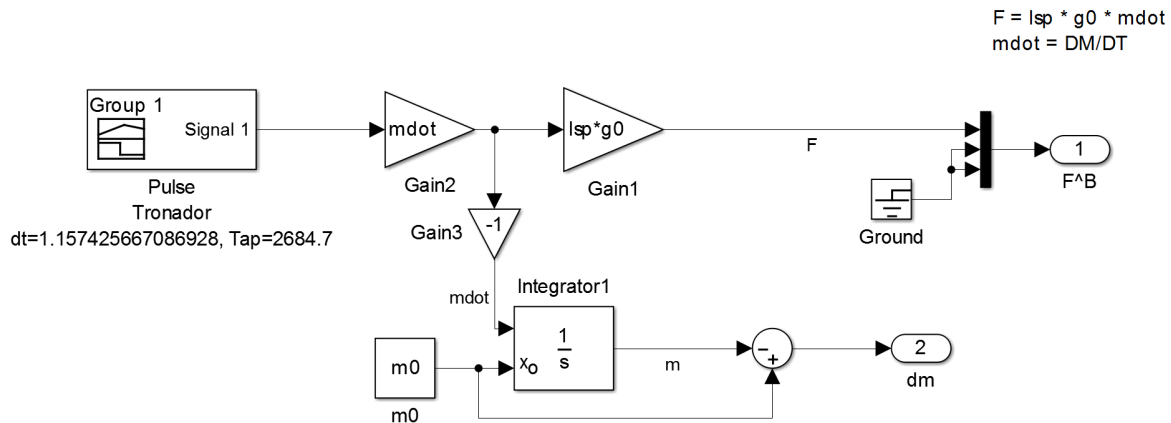 F = Isp * g0 * mdot
mdot = DM/DT
Group 1
Signal 1
Pulse
Tronador
dt=1.157425667086928, Tap=2684.7
mdot
Gain2
Isp*g0
Gain1
F
1
F^B
Ground
-1
Gain3
mdot
Integrator1
1
s
xo
m0
m0
m
−
+
2
dm